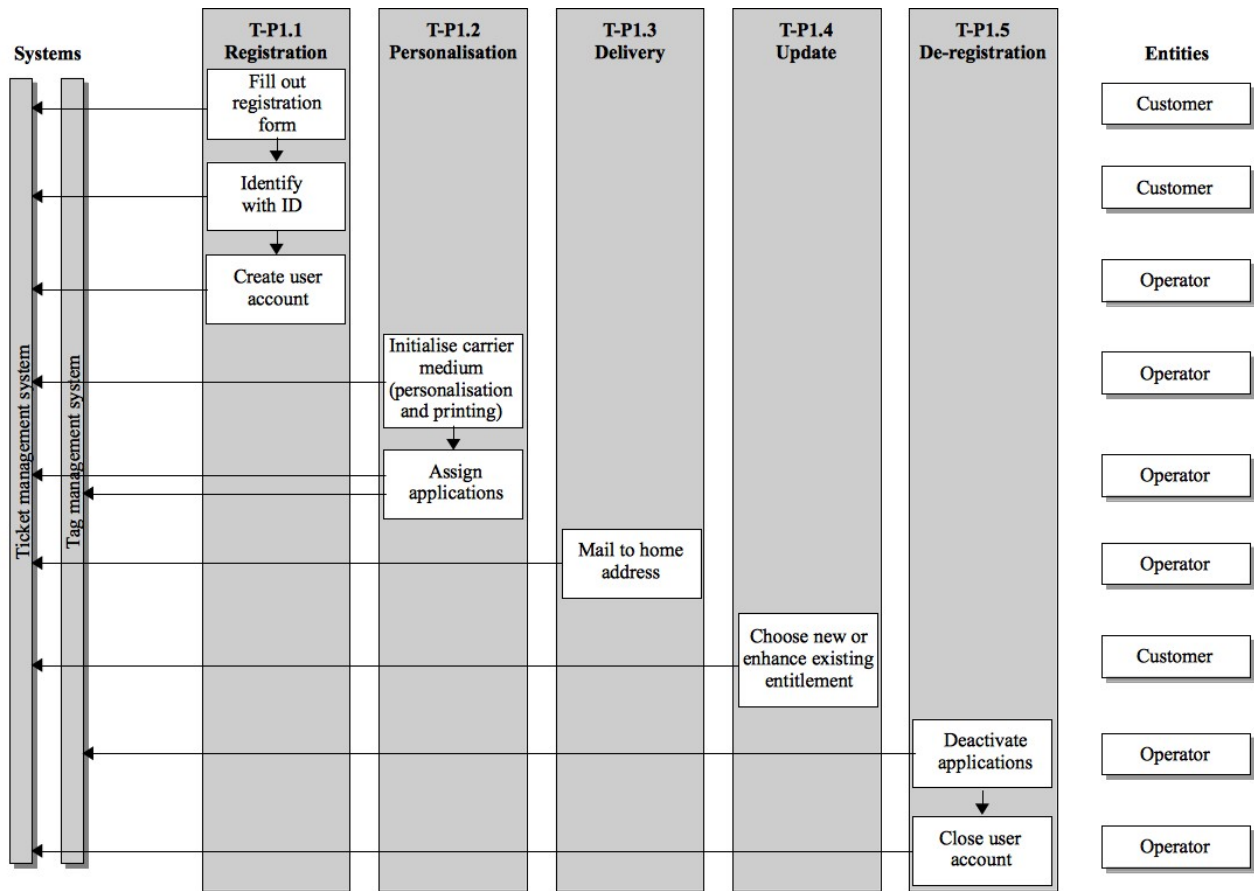 Systems
T-P1.1
Registration
T-P1.2
Personalisation
T-P1.3
Delivery
T-P1.4
Update
T-P1.5
De-registration
Entities
Fill out
registration
form
Customer
Identify
with ID
Customer
Create user
account
Operator
Ticket management system
Tag management system
Initialise carrier
medium
(personalisation
and printing)
Operator
Assign
applications
Operator
Mail to home
address
Operator
Choose new or
enhance existing
entitlement
Customer
Deactivate
applications
Operator
Close user
account
Operator